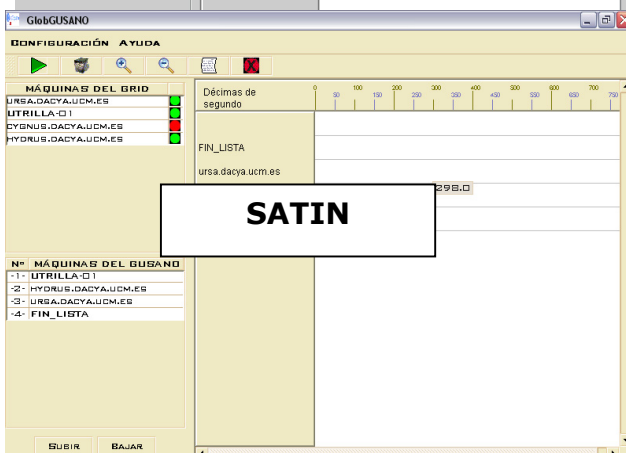 GlobGUSANO
CONFIGURACIÓN AYUDA
MÁQUINAS DEL GRID
URSA.DACYA.UCM.ES
UTRILLA-01
CYGNUS.DACYA.UCM.ES
HYDRUS.DACYA.UCM.ES
Décimas de
segundo
0 100 200 300 400 500 600 700
50 150 250 350 450 550 650 750
FIN_LISTA
ursa.dacya.ucm.es
298.0
SATIN
Nº MÁQUINAS DEL GUSANO
-1- UTRILLA-01
-2- HYDRUS.DACYA.UCM.ES
-3- URSA.DACYA.UCM.ES
-4- FIN_LISTA
SUBIR BAJAR